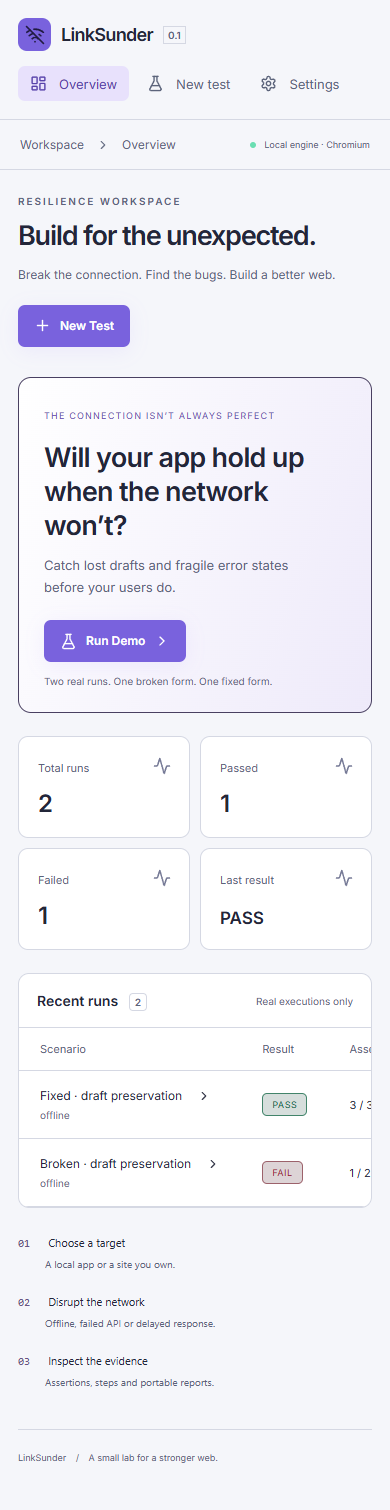 LinkSunder 0.1
Overview New test Settings
Workspace > Overview Local engine · Chromium
RESILIENCE WORKSPACE
Build for the unexpected.
Break the connection. Find the bugs. Build a better web.
New Test
THE CONNECTION ISN'T ALWAYS PERFECT
Will your app hold up
when the network
won't?
Catch lost drafts and fragile error states
before your users do.
Run Demo
Two real runs. One broken form. One fixed form.
Total runs Passed
2 1
Failed Last result
1 PASS
Recent runs 2 Real executions only
Scenario Result
Fixed · draft preservation PASS 3 / 3
offline
Broken · draft preservation FAIL 1 / 2
offline
01 Choose a target
A local app or a site you own.
02 Disrupt the network
Offline, failed API or delayed response.
03 Inspect the evidence
Assertions, steps and portable reports.
LinkSunder / A small lab for a stronger web.